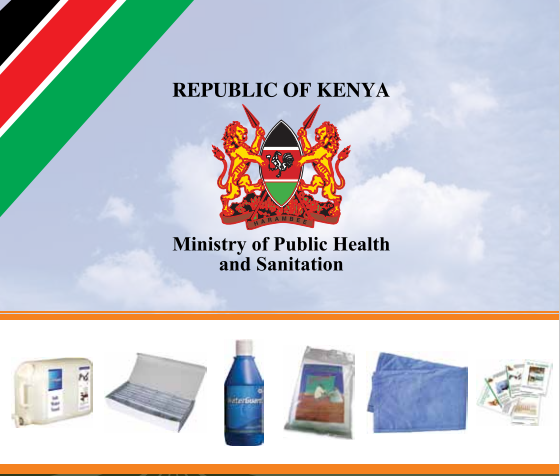 REPUBLIC OF KENYA
HARAMBEE
Ministry of Public Health
and Sanitation
WaterGuard